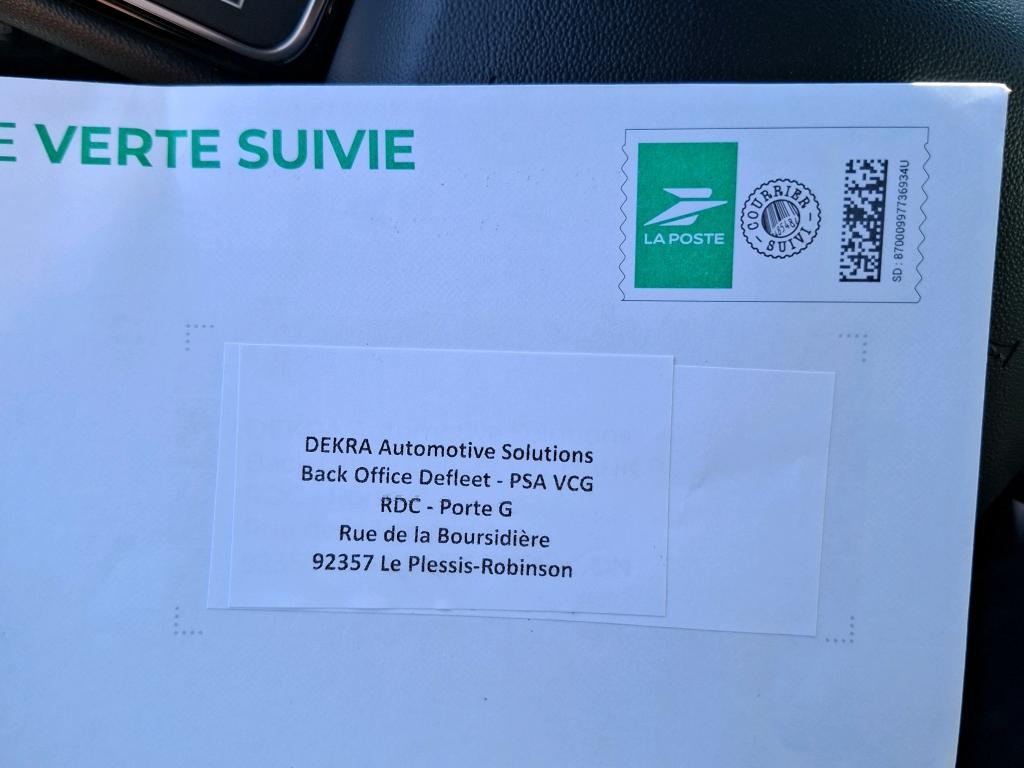 E VERTE SUIVIE
LA POSTE
COURRIER
SUIVI
SD : 87000997736934U
DEKRA Automotive Solutions
Back Office Defleet - PSA VCG
RDC - Porte G
Rue de la Boursidière
92357 Le Plessis-Robinson